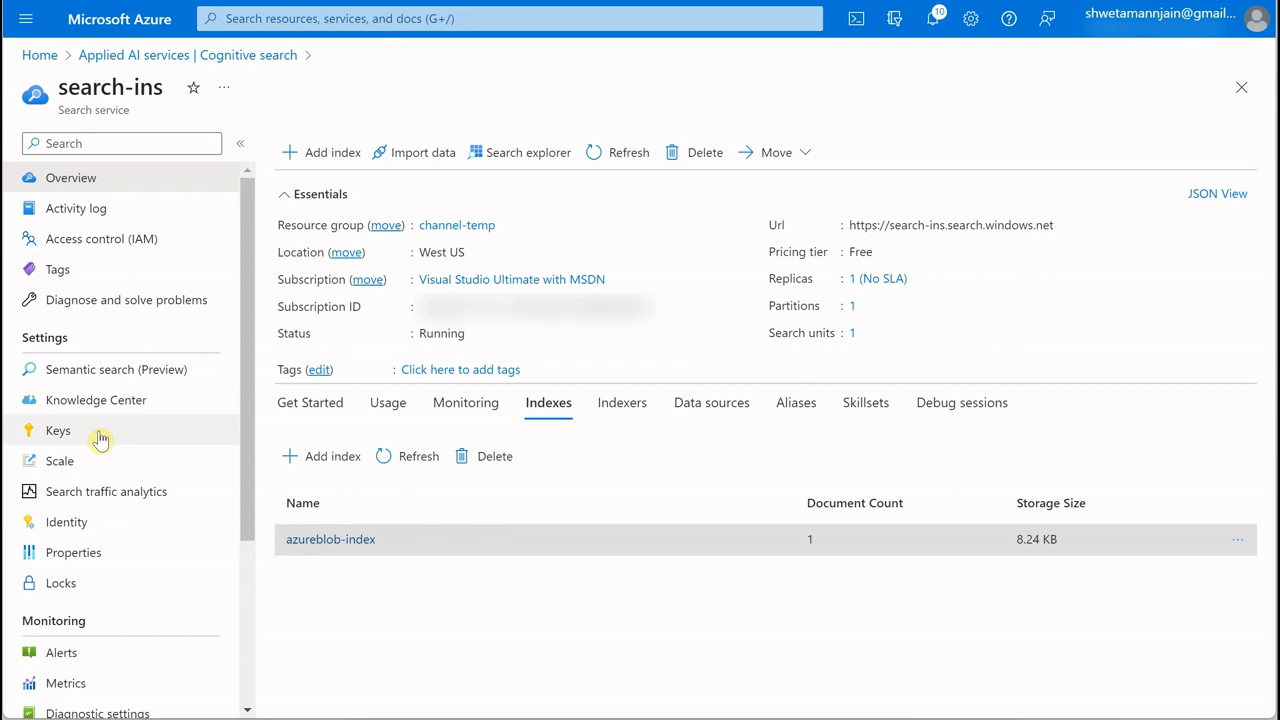 Microsoft Azure
Search resources, services, and docs (G+/)
10
shwetamannjain@gmail...
Home > Applied AI services | Cognitive search >
search-ins
...
Search service
Search
«
Overview
Activity log
Access control (IAM)
Tags
Diagnose and solve problems
Settings
Semantic search (Preview)
Knowledge Center
Keys
Scale
Search traffic analytics
Identity
Properties
Locks
Monitoring
Alerts
Metrics
Diagnostic settings
Add index Import data Search explorer Refresh Delete Move
Essentials
JSON View
Resource group (move) : channel-temp
Location (move) : West US
Subscription (move) : Visual Studio Ultimate with MSDN
Subscription ID :
Status : Running
Url : https://search-ins.search.windows.net
Pricing tier : Free
Replicas : 1 (No SLA)
Partitions : 1
Search units : 1
Tags (edit) : Click here to add tags
Get Started Usage Monitoring Indexes Indexers Data sources Aliases Skillsets Debug sessions
Add index Refresh Delete
Name Document Count Storage Size
azureblob-index 1 8.24 KB ...